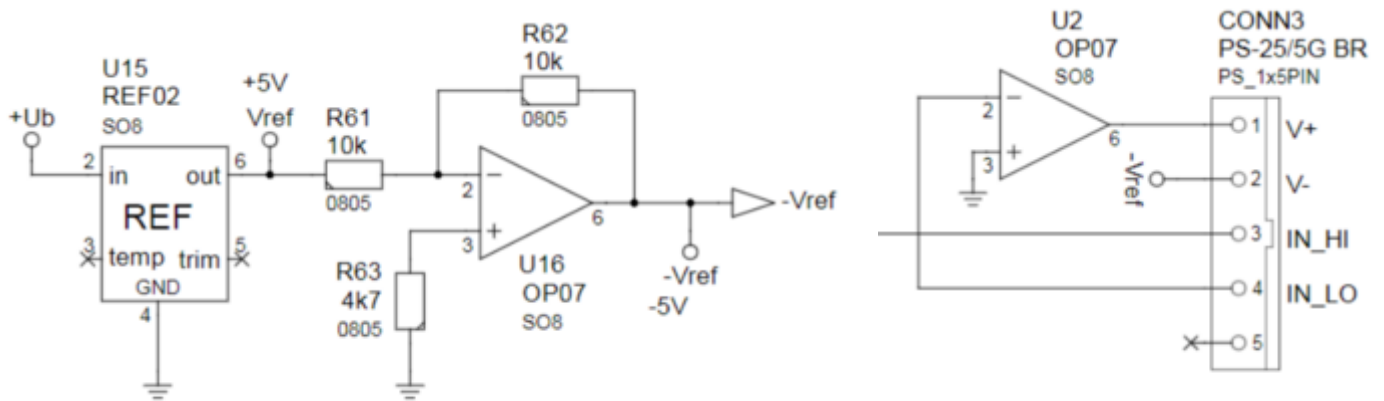 U15
REF02
SO8
+Ub
2
in
out
6
REF
3
temp
trim
5
GND
4
+5V
Vref
R61
10k
0805
R62
10k
0805
2
−
3
+
6
U16
OP07
SO8
R63
4k7
0805
-Vref
-Vref
-5V
U2
OP07
SO8
2
−
3
+
6
CONN3
PS-25/5G BR
PS_1x5PIN
1
V+
-Vref
2
V-
3
IN_HI
4
IN_LO
5